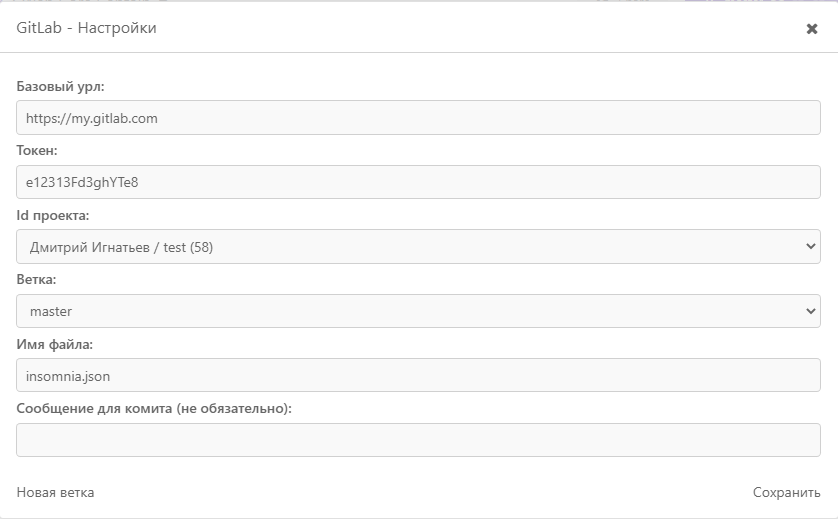 GitLab - Настройки
Базовый урл:
https://my.gitlab.com
Токен:
e12313Fd3ghYTe8
Id проекта:
Дмитрий Игнатьев / test (58)
Ветка:
master
Имя файла:
insomnia.json
Сообщение для комита (не обязательно):
Новая ветка
Сохранить